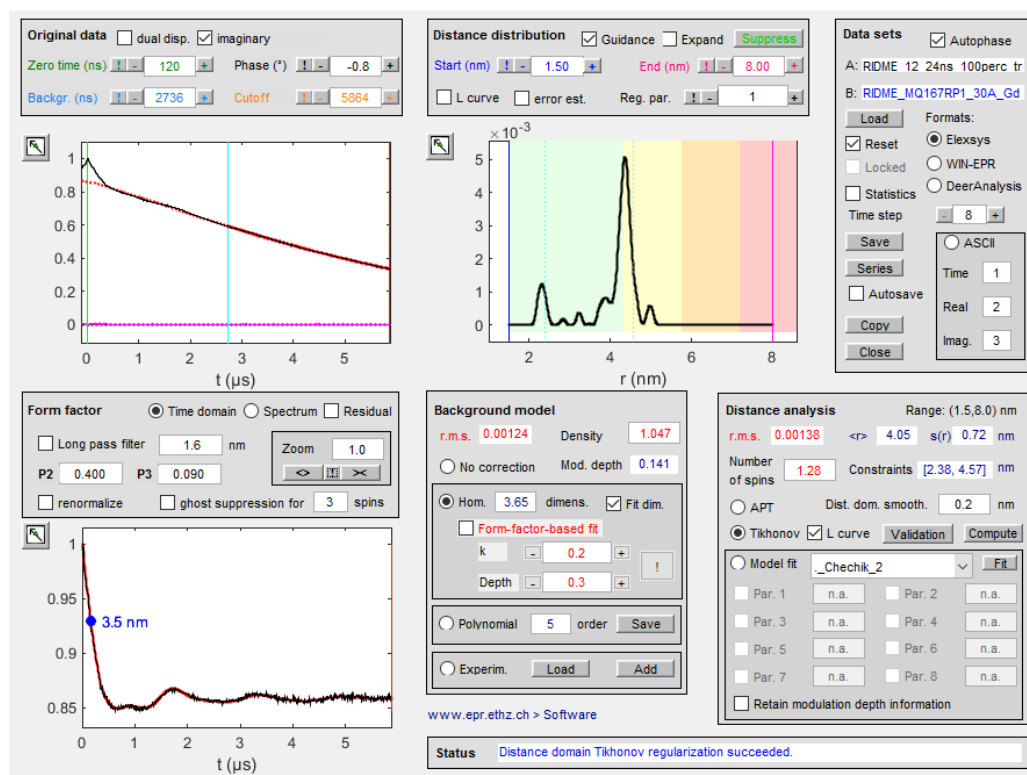 Original data dual disp. imaginary
Zero time (ns) ! - 120 + Phase (°) ! - -0.8 +
Backgr. (ns) ! - 2736 + Cutoff ! - 5864 +
Distance distribution Guidance Expand Suppress
Start (nm) ! - 1.50 + End (nm) ! - 8.00 +
L curve error est. Reg. par. ! - 1 +
Data sets Autophase
A: RIDME_12_24ns_100perc_tr
B: RIDME_MQ167RP1_30A_Gd
Load Formats:
Reset Elexsys
Locked WIN-EPR
Statistics DeerAnalysis
Time step - 8 +
Save ASCII
Series Time 1
Autosave Real 2
Copy Imag. 3
Close
1
0.8
0.6
0.4
0.2
0
0 1 2 3 4 5
t (µs)
×10⁻³
5
4
3
2
1
0
2 4 6 8
r (nm)
Form factor Time domain Spectrum Residual
Long pass filter 1.6 nm Zoom 1.0
P2 0.400 P3 0.090 <> >< 
renormalize ghost suppression for 3 spins
1
0.95
0.9
0.85
3.5 nm
0 1 2 3 4 5
t (µs)
Background model
r.m.s. 0.00124 Density 1.047
No correction Mod. depth 0.141
Hom. 3.65 dimens. Fit dim.
Form-factor-based fit
k - 0.2 +
Depth - 0.3 + !
Polynomial 5 order Save
Experim. Load Add
www.epr.ethz.ch > Software
Distance analysis Range: (1.5,8.0) nm
r.m.s. 0.00138 <r> 4.05 s(r) 0.72 nm
Number of spins 1.28 Constraints [2.38, 4.57] nm
APT Dist. dom. smooth. 0.2 nm
Tikhonov L curve Validation Compute
Model fit ._Chechik_2 Fit
Par. 1 n.a. Par. 2 n.a.
Par. 3 n.a. Par. 4 n.a.
Par. 5 n.a. Par. 6 n.a.
Par. 7 n.a. Par. 8 n.a.
Retain modulation depth information
Status Distance domain Tikhonov regularization succeeded.